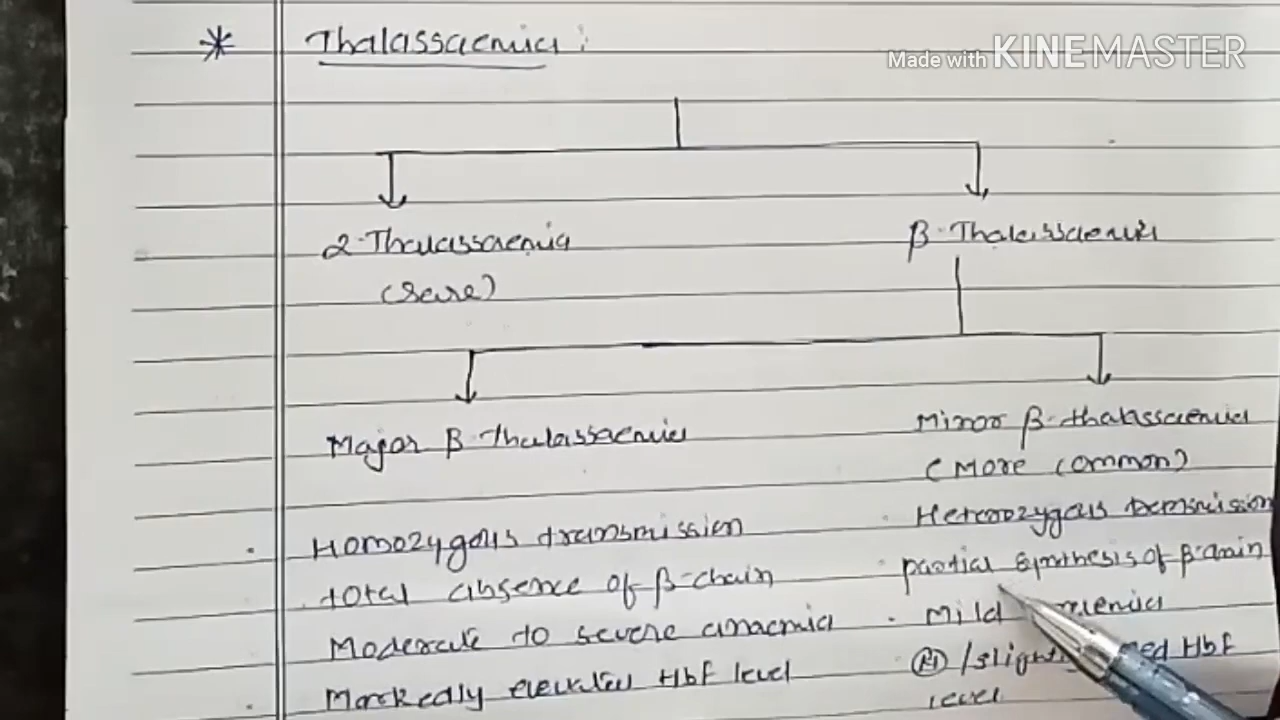 * Thalassaemia :
Made with KINEMASTER
α-Thalassaemia
(rare)
β-Thalassaemia
Major β-Thalassaemia
Minor β-thalassaemia
(More common)
· Homozygous transmission
· total absence of β-chain
Moderate to severe anaemia
· Markedly elevated HbF level
· Heterozygous transmission
· partial synthesis of β-chain
· Mild
/slightly HbF
level